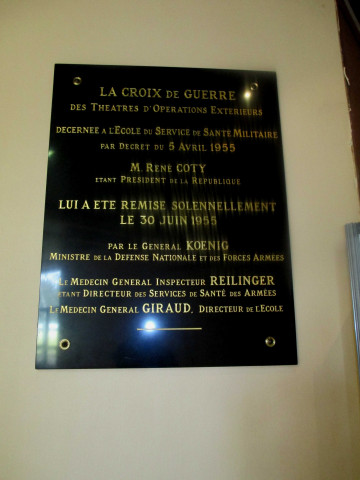 LA CROIX DE GUERRE
DES THEATRES D'OPERATIONS EXTERIEURS
DECERNEE A L'ECOLE DU SERVICE DE SANTE MILITAIRE
PAR DECRET DU 5 AVRIL 1955
M. RENE COTY
ETANT PRESIDENT DE LA REPUBLIQUE
LUI A ETE REMISE SOLENNELLEMENT
LE 30 JUIN 1955
PAR LE GENERAL KOENIG
MINISTRE DE LA DEFENSE NATIONALE ET DES FORCES ARMEES
LE MEDECIN GENERAL INSPECTEUR REILINGER
ETANT DIRECTEUR DES SERVICES DE SANTE DES ARMEES
LE MEDECIN GENERAL GIRAUD, DIRECTEUR DE L'ECOLE